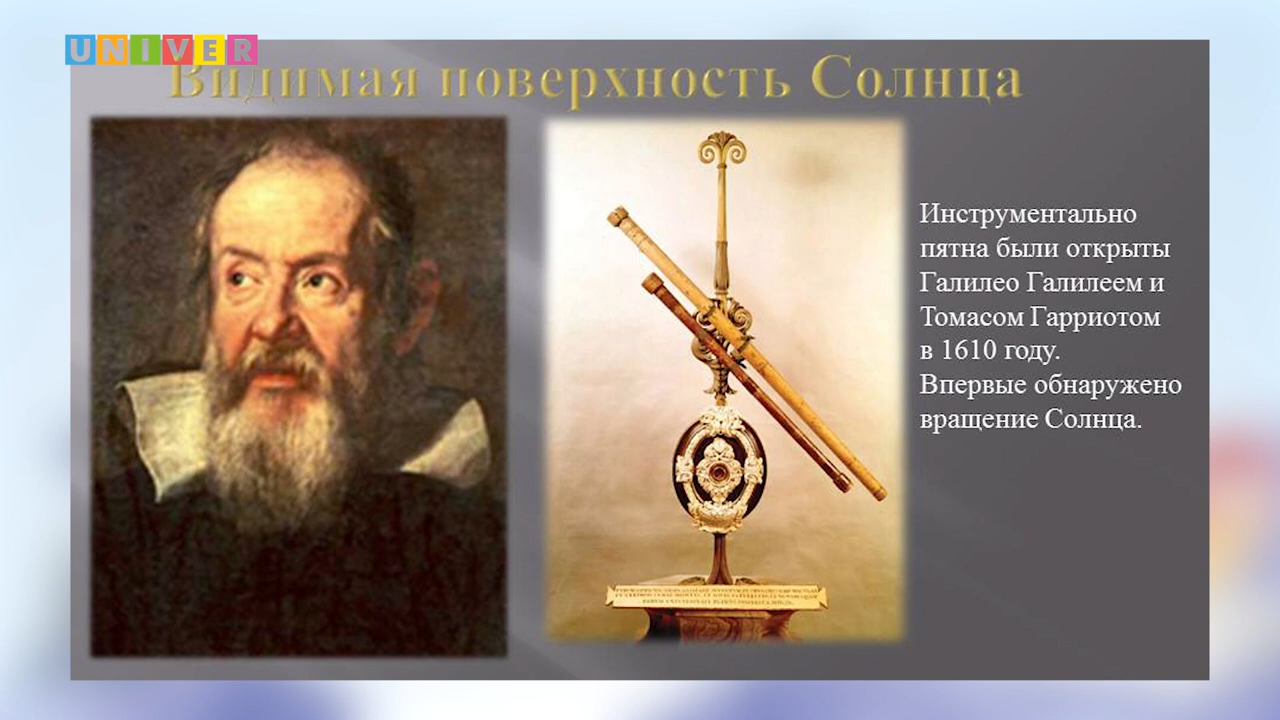 UNIVER
Видимая поверхность Солнца
Инструментально
пятна были открыты
Галилео Галилеем и
Томасом Гарриотом
в 1610 году.
Впервые обнаружено
вращение Солнца.